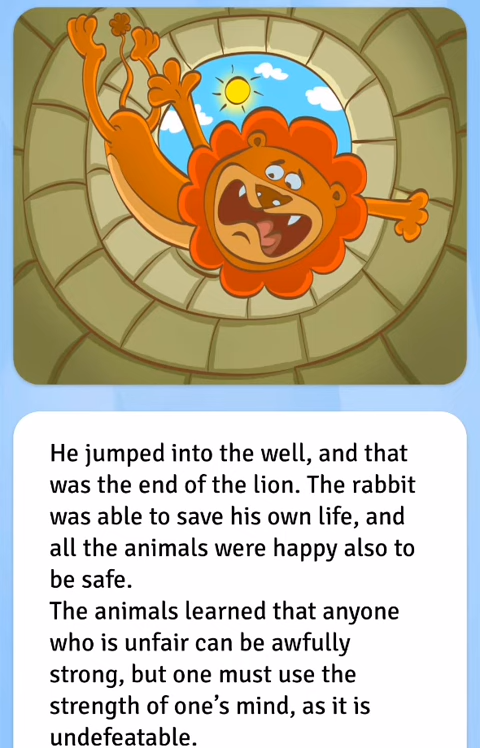 He jumped into the well, and that
was the end of the lion. The rabbit
was able to save his own life, and
all the animals were happy also to
be safe.
The animals learned that anyone
who is unfair can be awfully
strong, but one must use the
strength of one's mind, as it is
undefeatable.